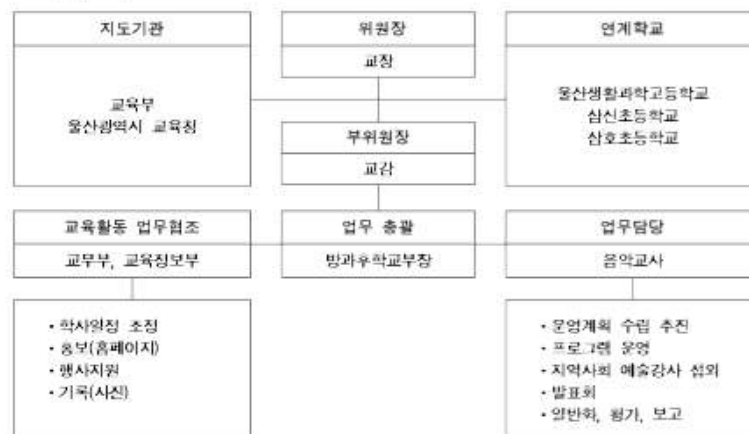 지도기관
교육부
울산광역시 교육청
위원장
교장
연계학교
울산생활과학고등학교
삼신초등학교
삼호초등학교
부위원장
교감
교육활동 업무협조
교무부, 교육정보부
업무 총괄
방과후학교부장
업무담당
음악교사
• 학사일정 조정
• 홍보(홈페이지)
• 행사지원
• 기록(사진)
• 운영계획 수립 추진
• 프로그램 운영
• 지역사회 예술강사 섭외
• 발표회
• 일반화, 평가, 보고